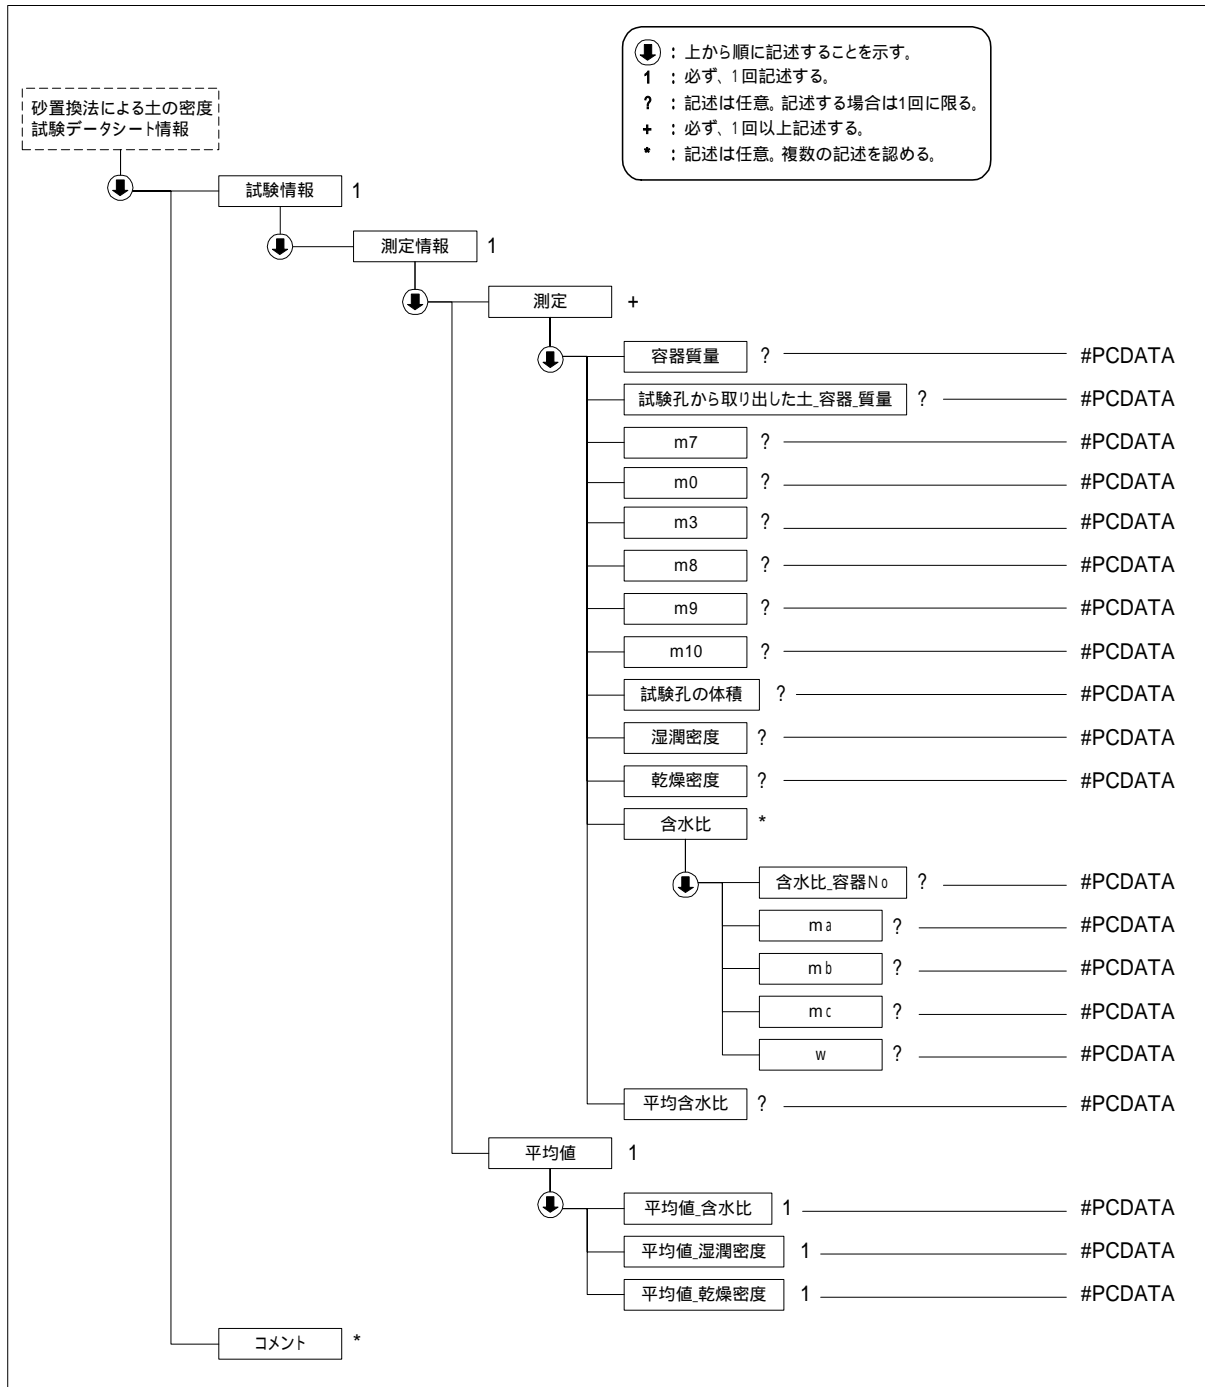 : 上から順に記述することを示す。
1 : 必ず、1回記述する。
? : 記述は任意。記述する場合は1回に限る。
+ : 必ず、1回以上記述する。
* : 記述は任意。複数の記述を認める。
砂置換法による土の密度
試験データシート情報
試験情報 1
測定情報 1
測定 +
容器質量 ? #PCDATA
試験孔から取り出した土_容器_質量 ? #PCDATA
m7 ? #PCDATA
m0 ? #PCDATA
m3 ? #PCDATA
m8 ? #PCDATA
m9 ? #PCDATA
m10 ? #PCDATA
試験孔の体積 ? #PCDATA
湿潤密度 ? #PCDATA
乾燥密度 ? #PCDATA
含水比 *
含水比_容器No ? #PCDATA
ma ? #PCDATA
mb ? #PCDATA
mc ? #PCDATA
w ? #PCDATA
平均含水比 ? #PCDATA
平均値 1
平均値_含水比 1 #PCDATA
平均値_湿潤密度 1 #PCDATA
平均値_乾燥密度 1 #PCDATA
コメント *